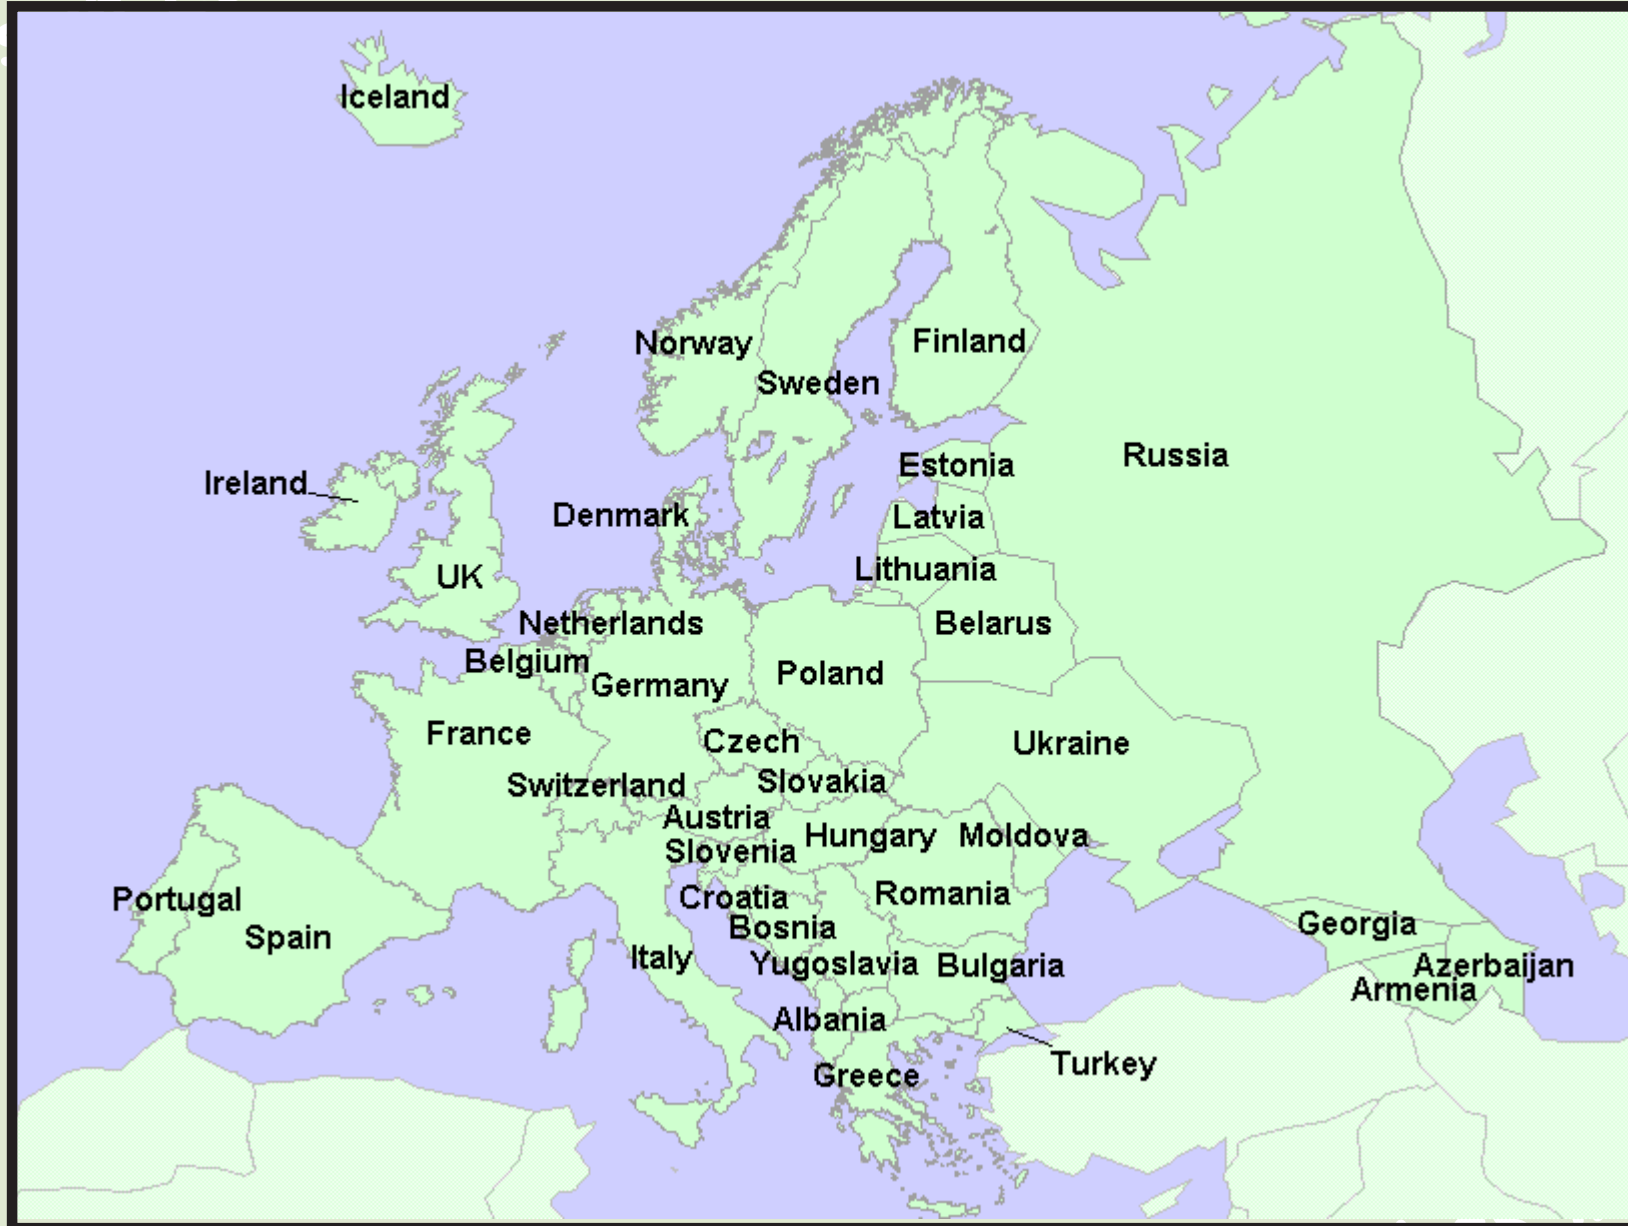 Iceland
Norway
Finland
Sweden
Russia
Estonia
Ireland
Denmark
Latvia
Lithuania
UK
Netherlands
Belarus
Belgium
Poland
Germany
France
Czech
Ukraine
Switzerland
Slovakia
Austria
Hungary
Moldova
Slovenia
Portugal
Croatia
Romania
Bosnia
Georgia
Spain
Italy
Yugoslavia
Bulgaria
Azerbaijan
Armenia
Albania
Turkey
Greece